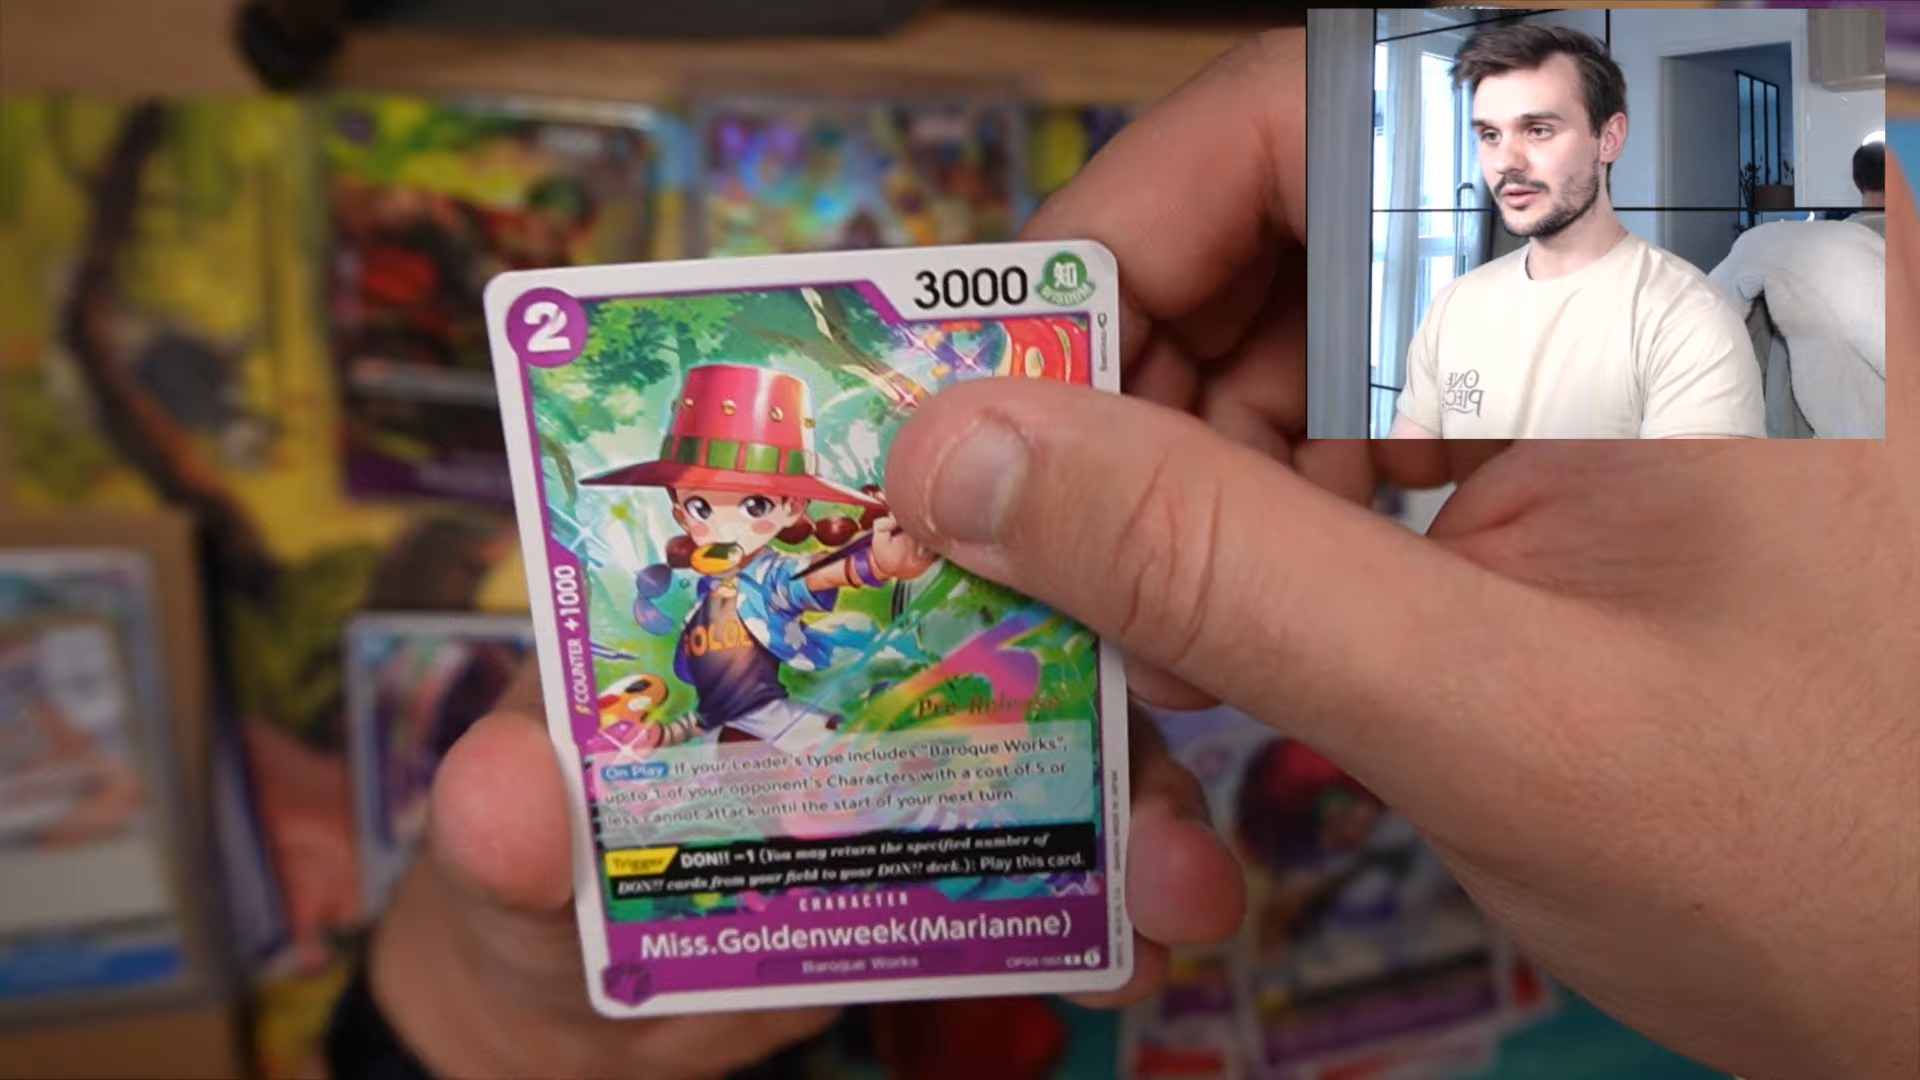 2
3000
知
WISDOM
COUNTER +1000
GOLDE
Pre-Release
On Play If your Leader's type includes "Baroque Works",
up to 1 of your opponent's Characters with a cost of 5 or
less cannot attack until the start of your next turn.
Trigger DON!! −1 (You may return the specified number of
DON!! cards from your field to your DON!! deck.): Play this card.
CHARACTER
Miss.Goldenweek(Marianne)
Baroque Works
ONE
PIECE